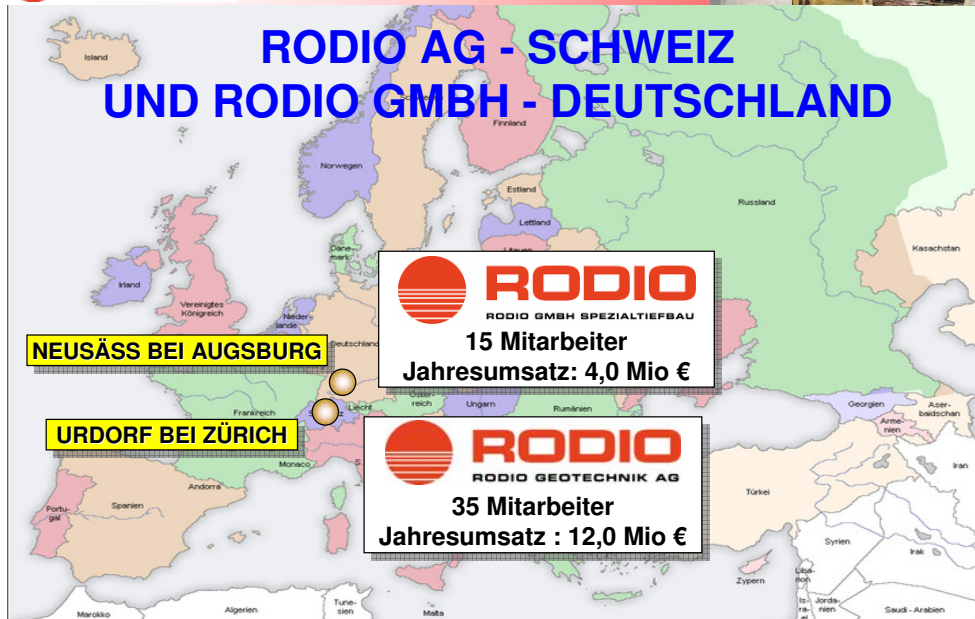 RODIO AG - SCHWEIZ
UND RODIO GMBH - DEUTSCHLAND
Island
Finnland
Norwegen
Estland
Russland
Lettland
Kasachstan
Däne-
mark
Irland
Vereinigtes
Königreich
Nieder-
lande
RODIO
RODIO GMBH SPEZIALTIEFBAU
15 Mitarbeiter
Jahresumsatz: 4,0 Mio €
NEUSÄSS BEI AUGSBURG
Deutschland
Liecht.
reich
Ungarn
Rumänien
Frankreich
Georgien
Aser-
baidschan
Arme-
nien
URDORF BEI ZÜRICH
RODIO
RODIO GEOTECHNIK AG
35 Mitarbeiter
Jahresumsatz : 12,0 Mio €
Monaco
Andorra
Spanien
Portu-
gal
Türkei
Iran
Syrien
Irak
Zypern
Liba-
non
Is-
ra-
el
Jorda-
nien
Saudi - Arabien
Marokko
Algerien
Tune-
sien
Malta